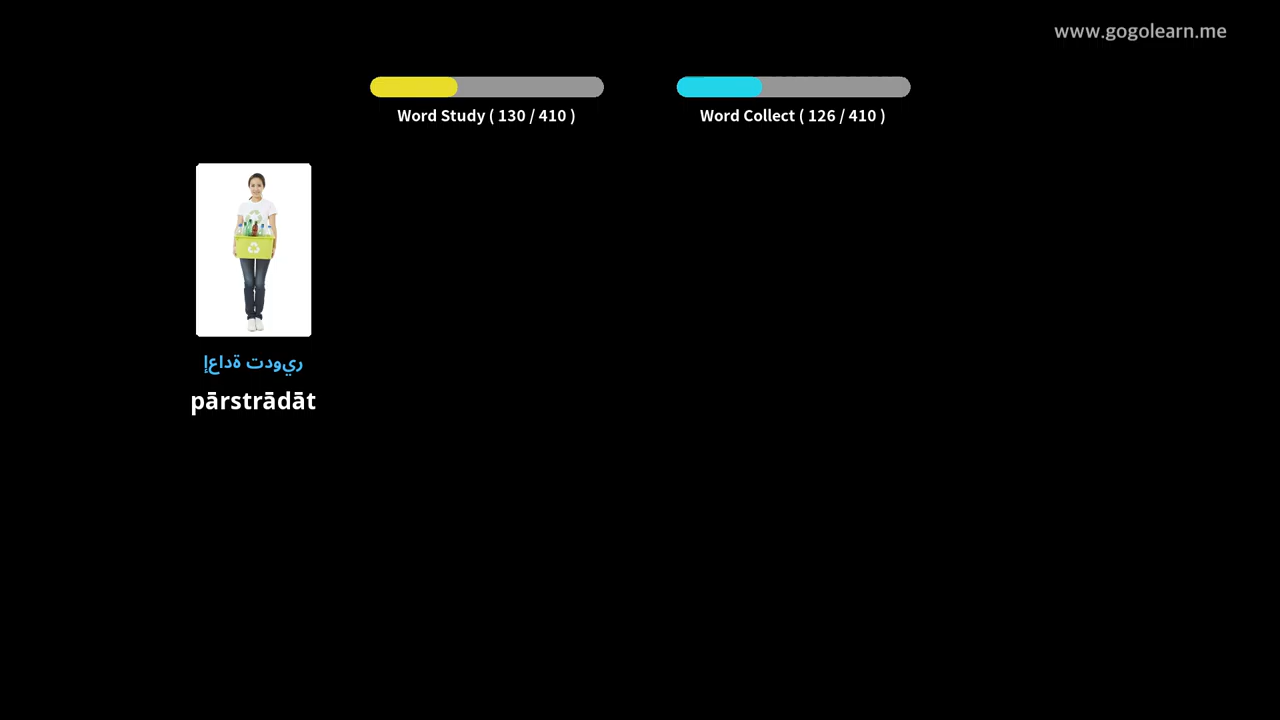 www.gogolearn.me
Word Study ( 130 / 410 )
Word Collect ( 126 / 410 )
إعادة تدوير
pārstrādāt